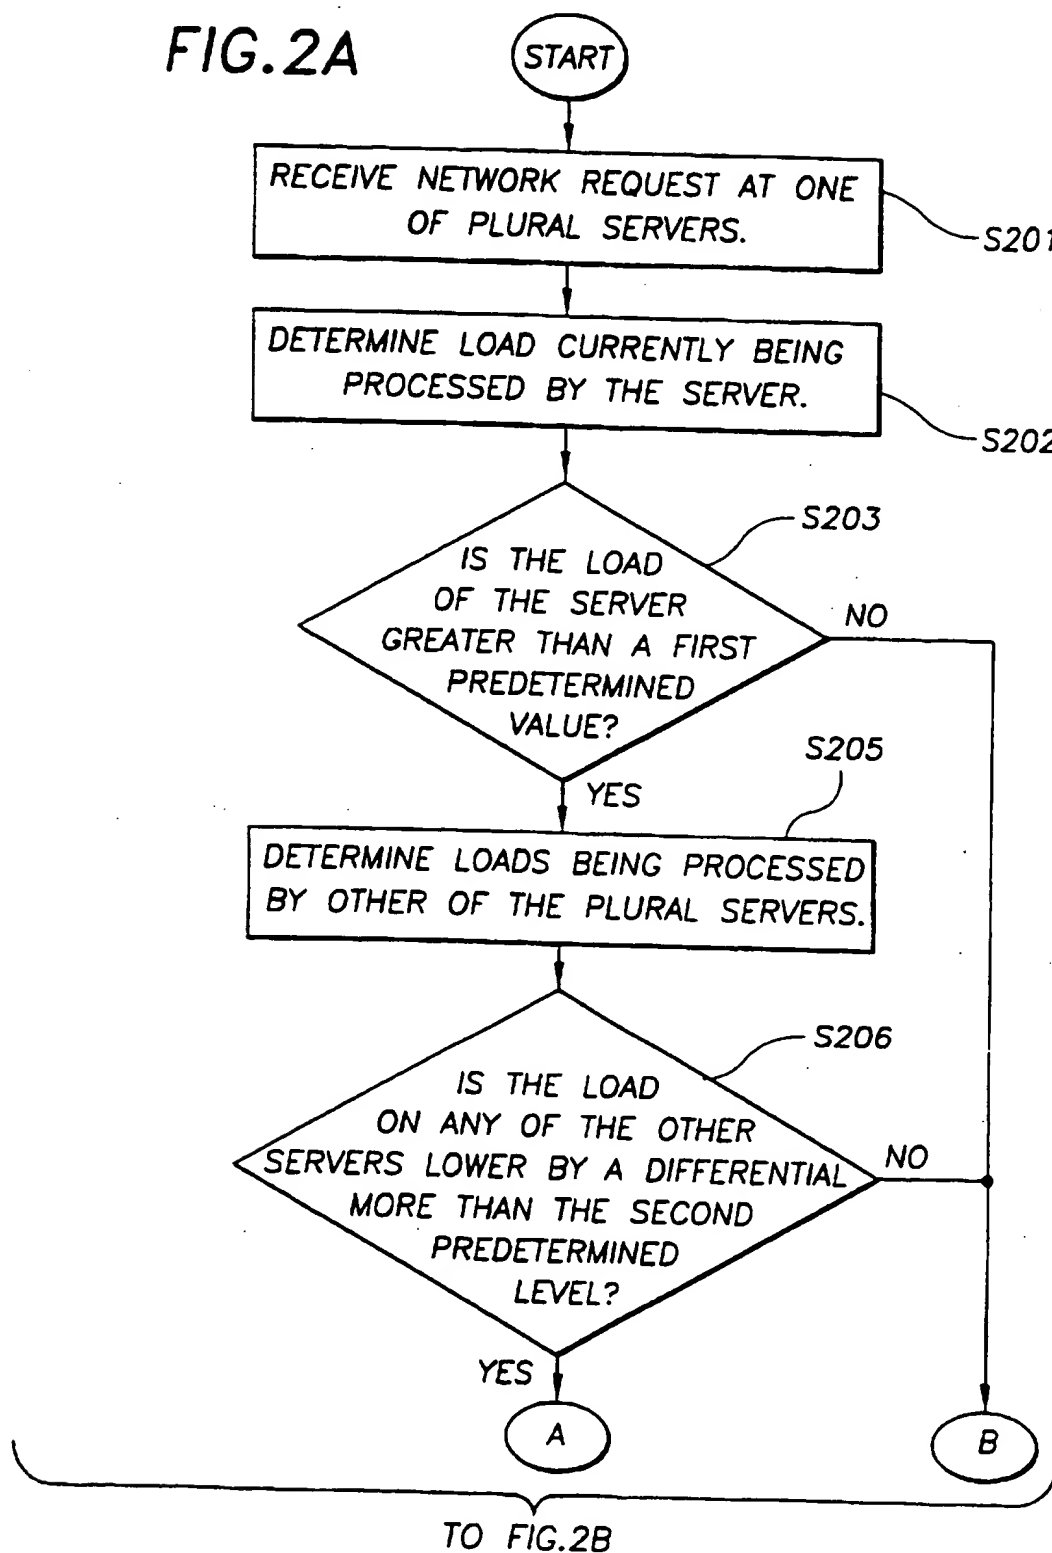 FIG.2A
START
RECEIVE NETWORK REQUEST AT ONE
OF PLURAL SERVERS.
S201
DETERMINE LOAD CURRENTLY BEING
PROCESSED BY THE SERVER.
S202
S203
IS THE LOAD
OF THE SERVER
GREATER THAN A FIRST
PREDETERMINED
VALUE?
NO
YES
S205
DETERMINE LOADS BEING PROCESSED
BY OTHER OF THE PLURAL SERVERS.
S206
IS THE LOAD
ON ANY OF THE OTHER
SERVERS LOWER BY A DIFFERENTIAL
MORE THAN THE SECOND
PREDETERMINED
LEVEL?
NO
YES
A
B
TO FIG.2B